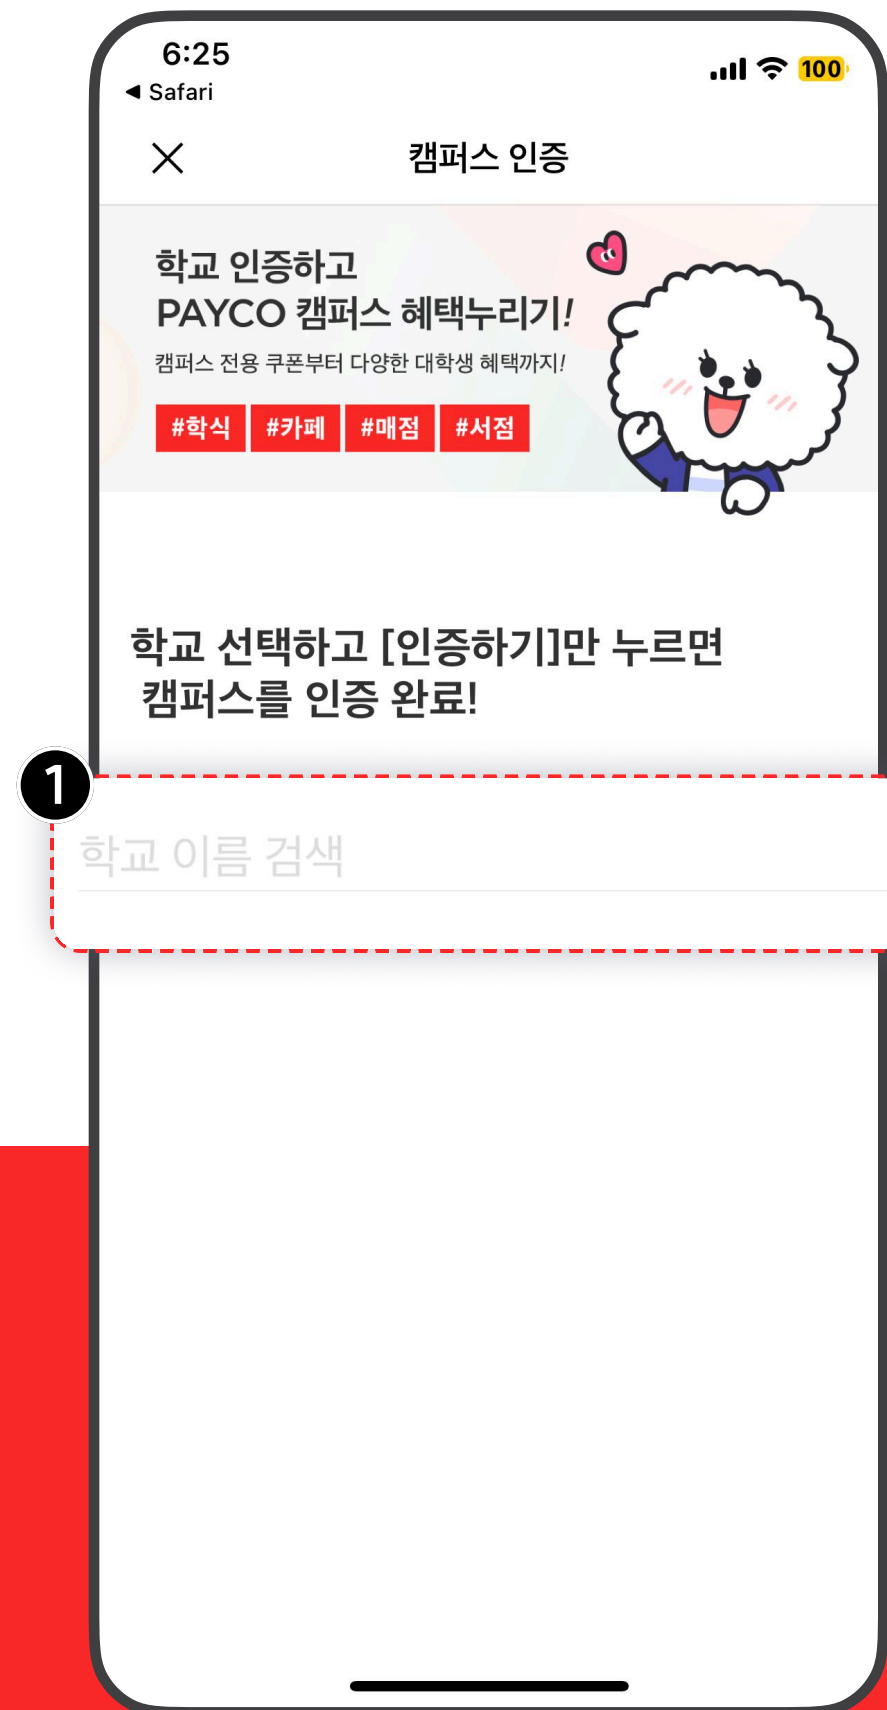 6:25
100
◀ Safari
캠퍼스 인증
학교 인증하고
PAYCO 캠퍼스 혜택누리기!
캠퍼스 전용 쿠폰부터 다양한 대학생 혜택까지!
#학식 #카페 #매점 #서점
학교 선택하고 [인증하기]만 누르면
캠퍼스를 인증 완료!
1
학교 이름 검색